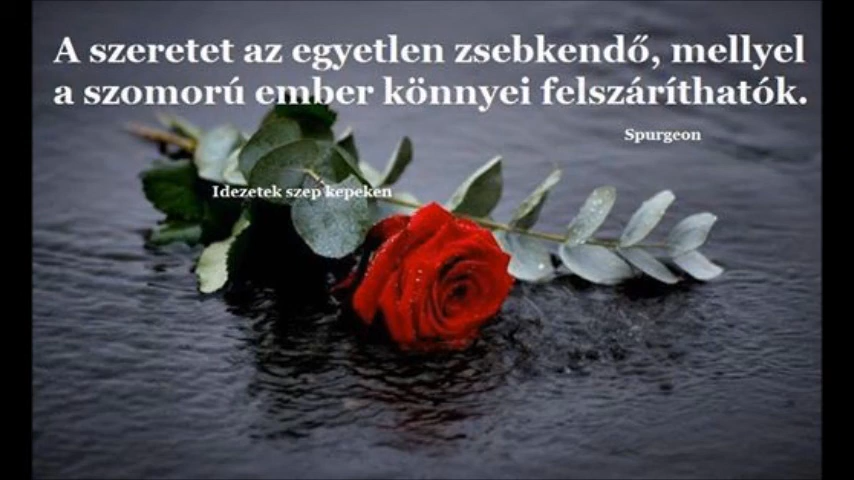 A szeretet az egyetlen zsebkendő, mellyel
a szomorú ember könnyei felszáríthatók.
Spurgeon
Idezetek szep kepeken